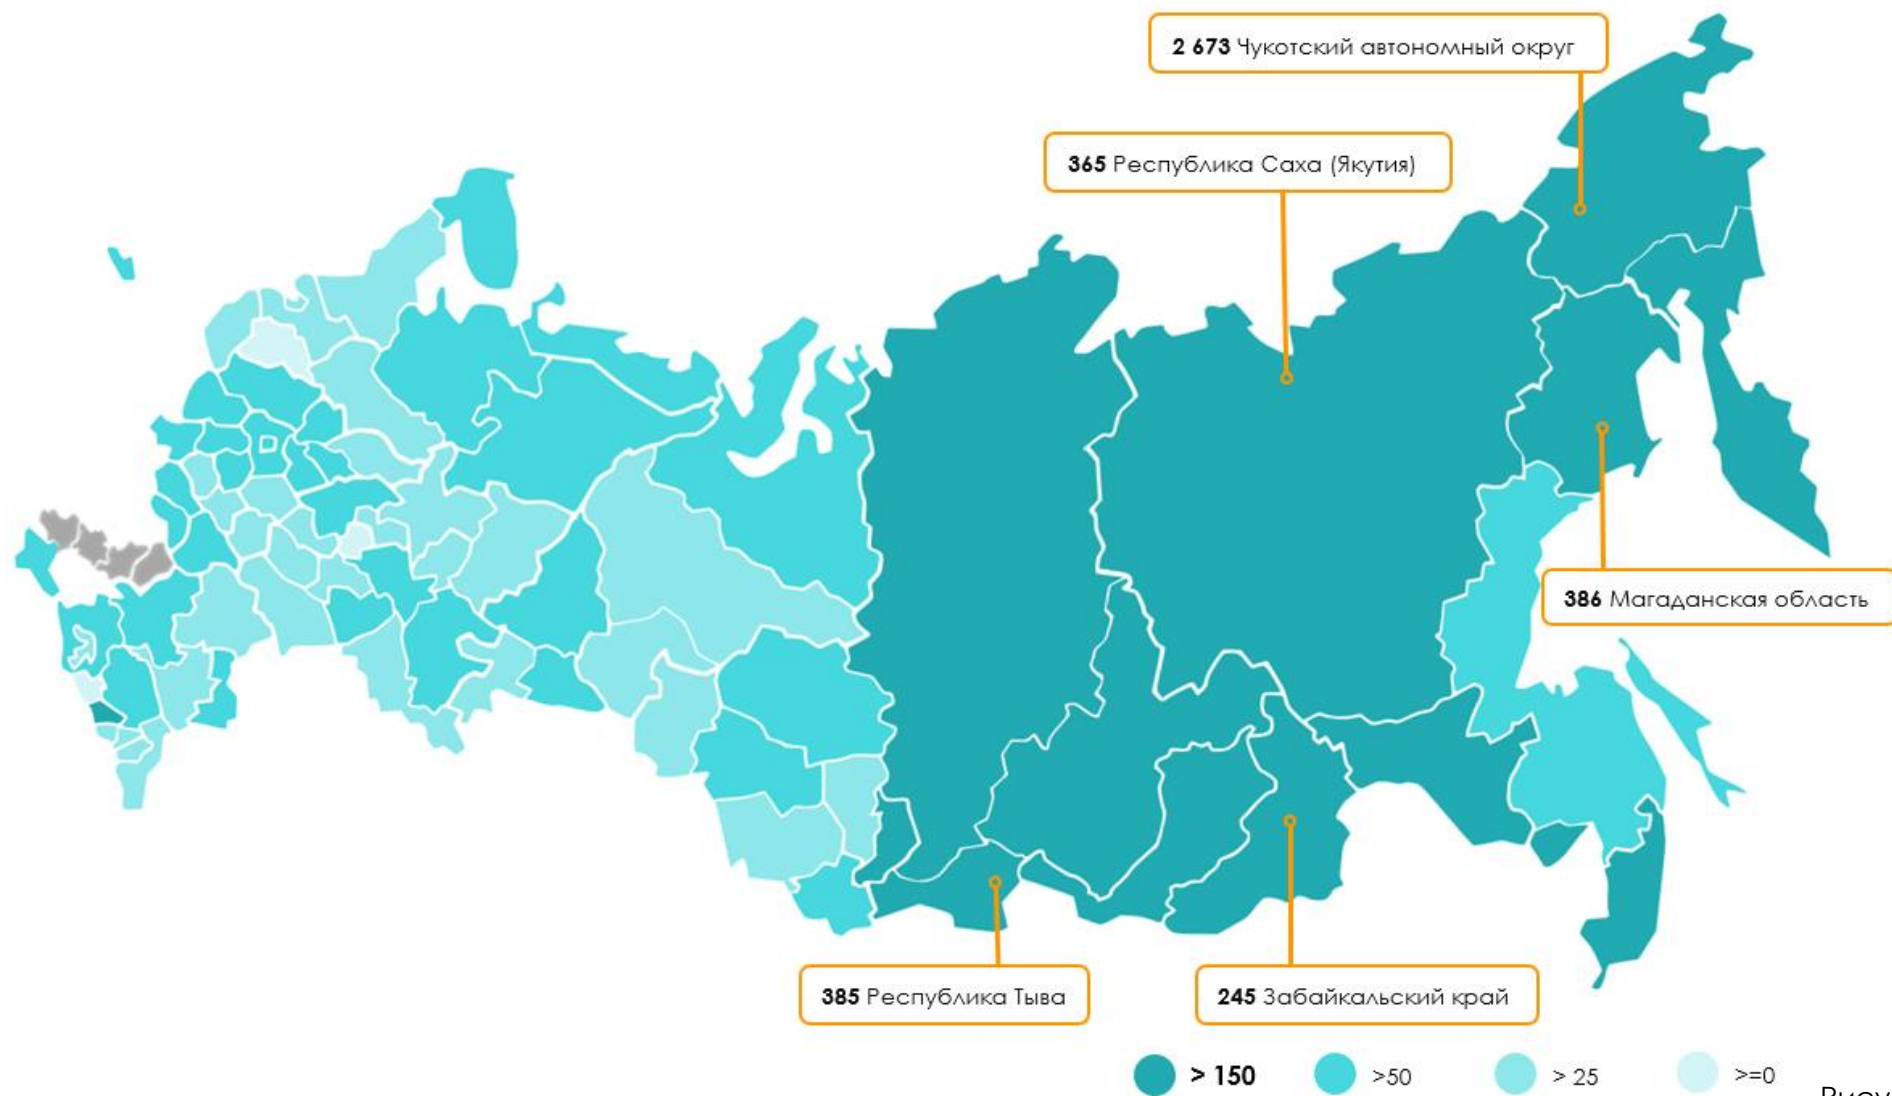 2 673 Чукотский автономный округ
365 Республика Саха (Якутия)
386 Магаданская область
385 Республика Тыва
245 Забайкальский край
> 150
>50
> 25
>=0